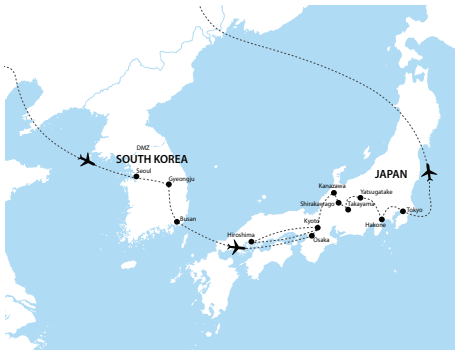 DMZ
SOUTH KOREA
Seoul
Gyeongju
Busan
JAPAN
Kanazawa
Yatsugatake
Shirakawago
Takayama
Tokyo
Kyoto
Hakone
Hiroshima
Osaka